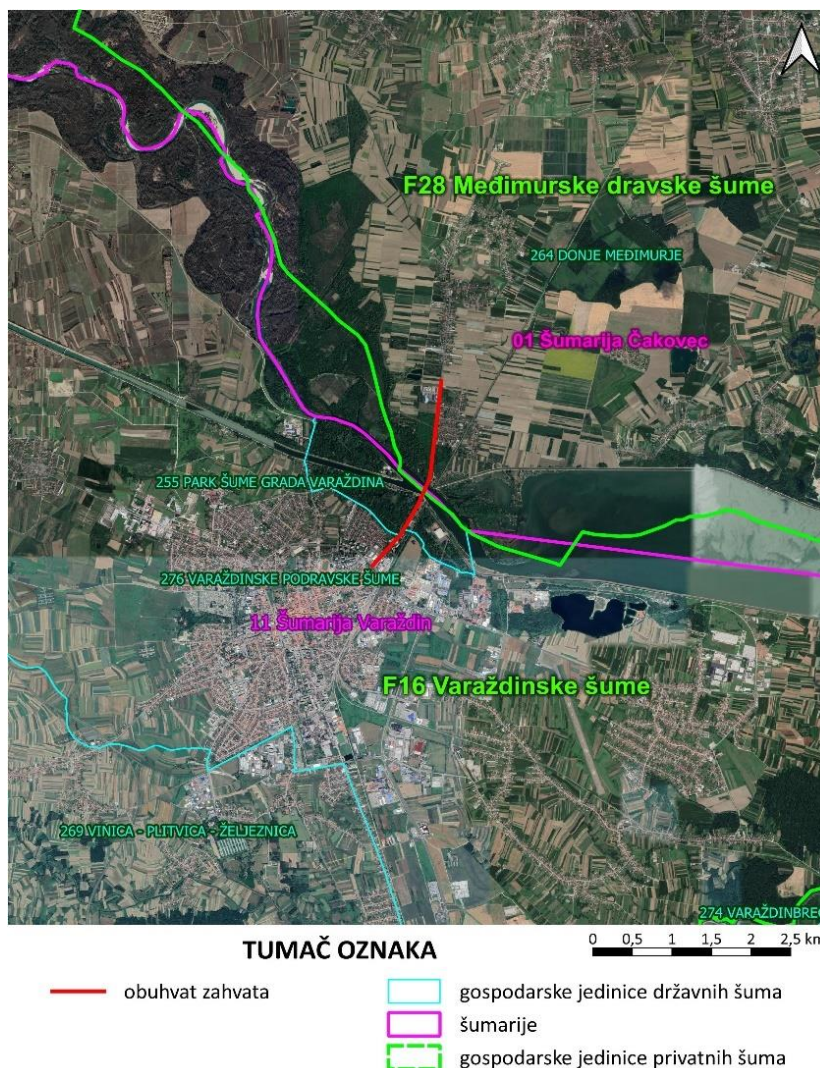 F28 Međimurske dravske šume
264 DONJE MEĐIMURJE
01 Šumarija Čakovec
255 PARK ŠUME GRADA VARAŽDINA
276 VARAŽDINSKE PODRAVSKE ŠUME
11 Šumarija Varaždin
F16 Varaždinske šume
269 VINICA - PLITVICA - ŽELJEZNICA
274 VARAŽDINBREG
TUMAČ OZNAKA
0 0,5 1 1,5 2 2,5 km
obuhvat zahvata
gospodarske jedinice državnih šuma
šumarije
gospodarske jedinice privatnih šuma